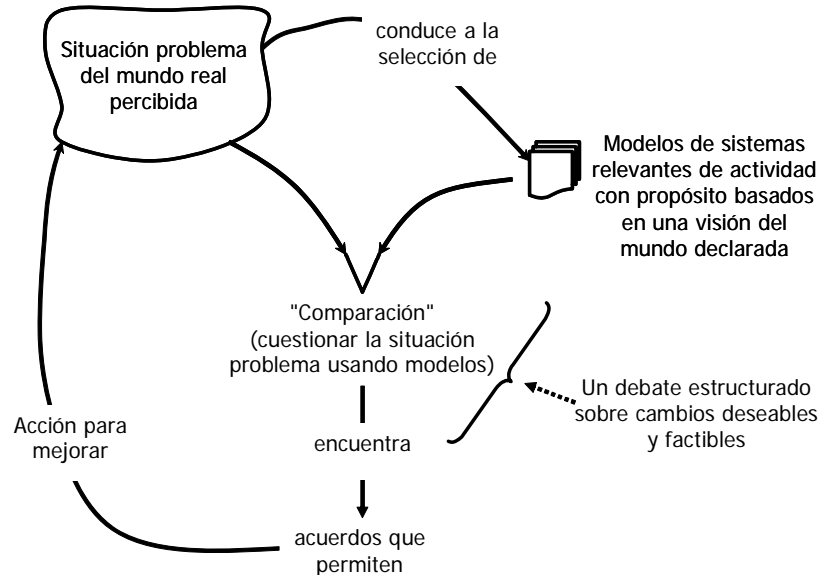 Situación problema
del mundo real
percibida
conduce a la
selección de
Modelos de sistemas
relevantes de actividad
con propósito basados
en una visión del
mundo declarada
"Comparación"
(cuestionar la situación
problema usando modelos)
Un debate estructurado
sobre cambios deseables
y factibles
encuentra
acuerdos que
permiten
Acción para
mejorar